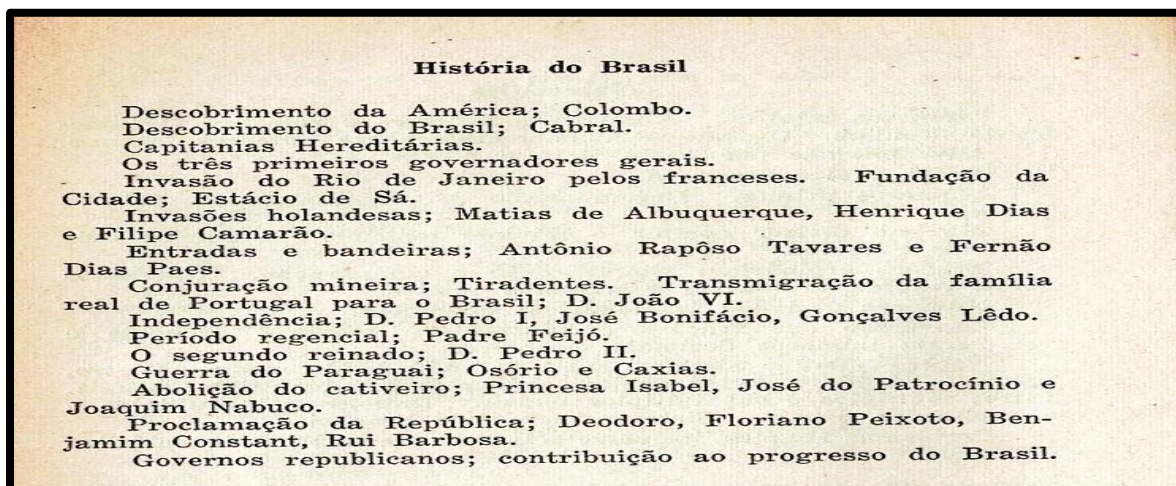 História do Brasil
Descobrimento da América; Colombo.
Descobrimento do Brasil; Cabral.
Capitanias Hereditárias.
Os três primeiros governadores gerais.
Invasão do Rio de Janeiro pelos franceses. Fundação da
Cidade; Estácio de Sá.
Invasões holandesas; Matias de Albuquerque, Henrique Dias
e Filipe Camarão.
Entradas e bandeiras; Antônio Rapôso Tavares e Fernão
Dias Paes.
Conjuração mineira; Tiradentes. Transmigração da família
real de Portugal para o Brasil; D. João VI.
Independência; D. Pedro I, José Bonifácio, Gonçalves Lêdo.
Período regencial; Padre Feijó.
O segundo reinado; D. Pedro II.
Guerra do Paraguai; Osório e Caxias.
Abolição do cativeiro; Princesa Isabel, José do Patrocínio e
Joaquim Nabuco.
Proclamação da República; Deodoro, Floriano Peixoto, Ben-
jamim Constant, Rui Barbosa.
Governos republicanos; contribuição ao progresso do Brasil.